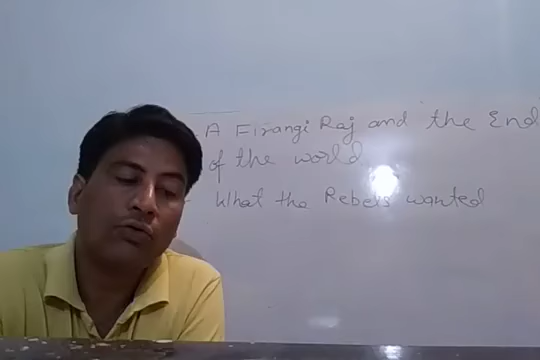 A Firangi Raj and the End
of the world
What the Rebels wanted